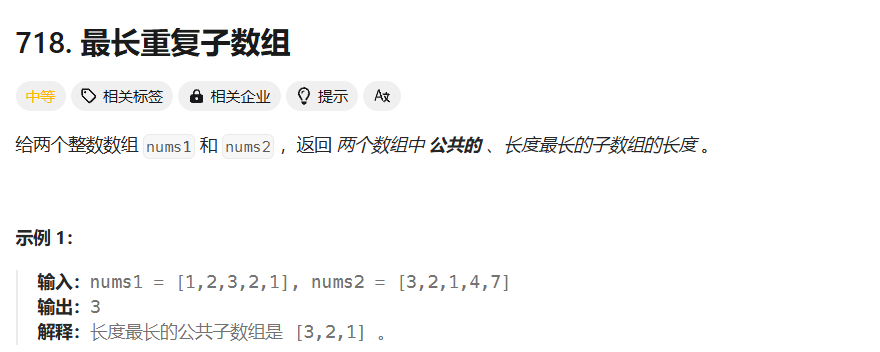 718. 最长重复子数组
中等 相关标签 相关企业 提示 Ax
给两个整数数组 nums1 和 nums2 ，返回 两个数组中 公共的 、长度最长的子数组的长度 。
示例 1：
输入：nums1 = [1,2,3,2,1], nums2 = [3,2,1,4,7]
输出：3
解释：长度最长的公共子数组是 [3,2,1] 。